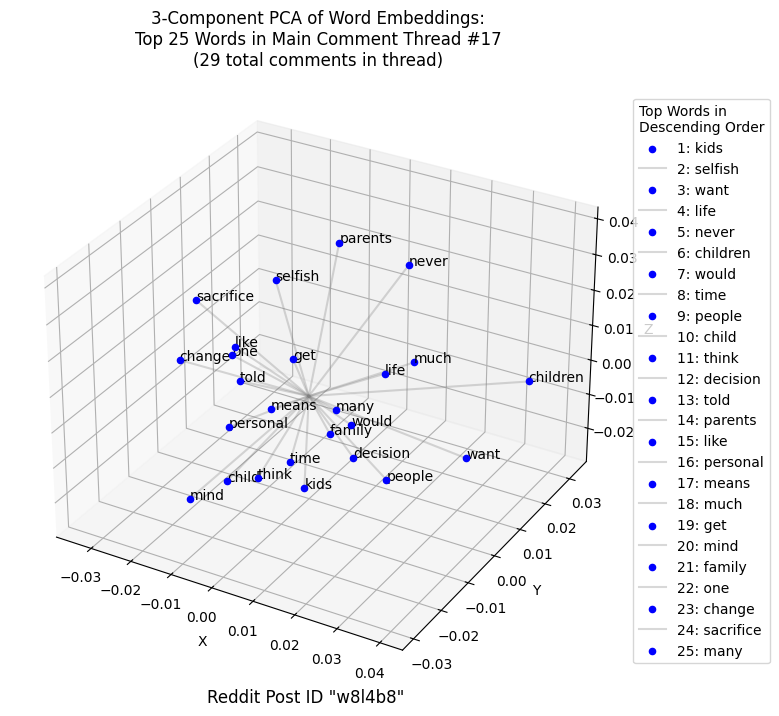 3-Component PCA of Word Embeddings:
Top 25 Words in Main Comment Thread #17
(29 total comments in thread)
Top Words in
Descending Order
1: kids
2: selfish
3: want
4: life
5: never
6: children
7: would
8: time
9: people
10: child
11: think
12: decision
13: told
14: parents
15: like
16: personal
17: means
18: much
19: get
20: mind
21: family
22: one
23: change
24: sacrifice
25: many
parents
never
selfish
sacrifice
like
one
change
get
much
life
told
children
means
many
personal
would
family
time
decision
want
child
think
kids
people
mind
0.04
0.03
0.02
0.01
0.00
−0.01
−0.02
Z
−0.03
−0.02
−0.01
0.00
0.01
0.02
0.03
0.04
X
0.03
0.02
0.01
0.00
−0.01
−0.02
−0.03
Y
Reddit Post ID "w8l4b8"